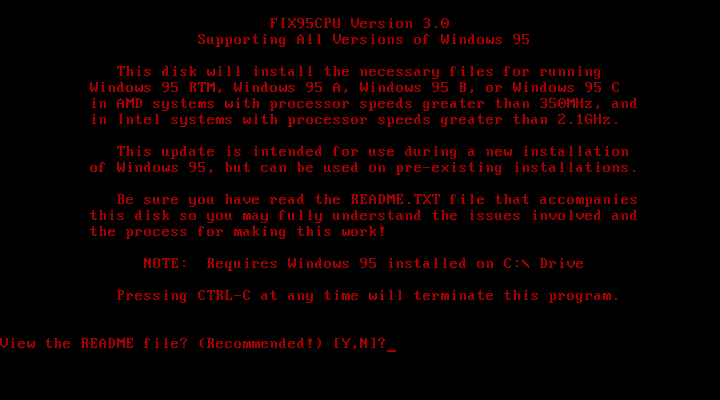 FIX95CPU Version 3.0
Supporting All Versions of Windows 95
This disk will install the necessary files for running
Windows 95 RTM, Windows 95 A, Windows 95 B, or Windows 95 C
in AMD systems with processor speeds greater than 350MHz, and
in Intel systems with processor speeds greater than 2.1GHz.
This update is intended for use during a new installation
of Windows 95, but can be used on pre-existing installations.
Be sure you have read the README.TXT file that accompanies
this disk so you may fully understand the issues involved and
the process for making this work!
NOTE:  Requires Windows 95 installed on C:\ Drive
Pressing CTRL-C at any time will terminate this program.
View the README file? (Recommended!) [Y,N]?_